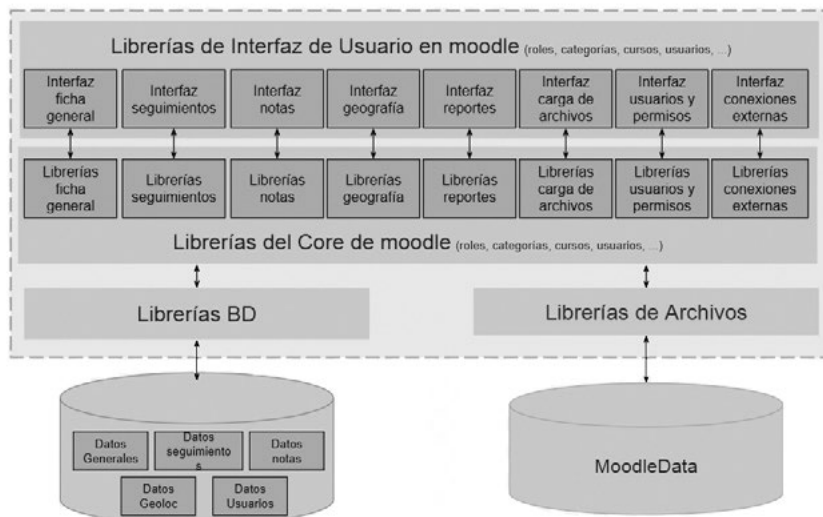 Librerías de Interfaz de Usuario en moodle (roles, categorías, cursos, usuarios, ...)
Interfaz
ficha
general
Interfaz
seguimientos
Interfaz
notas
Interfaz
geografía
Interfaz
reportes
Interfaz
carga de
archivos
Interfaz
usuarios y
permisos
Interfaz
conexiones
externas
Librerías
ficha
general
Librerías
seguimientos
Librerías
notas
Librerías
geografía
Librerías
reportes
Librerías
carga de
archivos
Librerías
usuarios y
permisos
Librerías
conexiones
externas
Librerías del Core de moodle (roles, categorías, cursos, usuarios, ...)
Librerías BD
Librerías de Archivos
Datos
Generales
Datos
seguimiento
s
Datos
notas
Datos
Geoloc
Datos
Usuarios
MoodleData